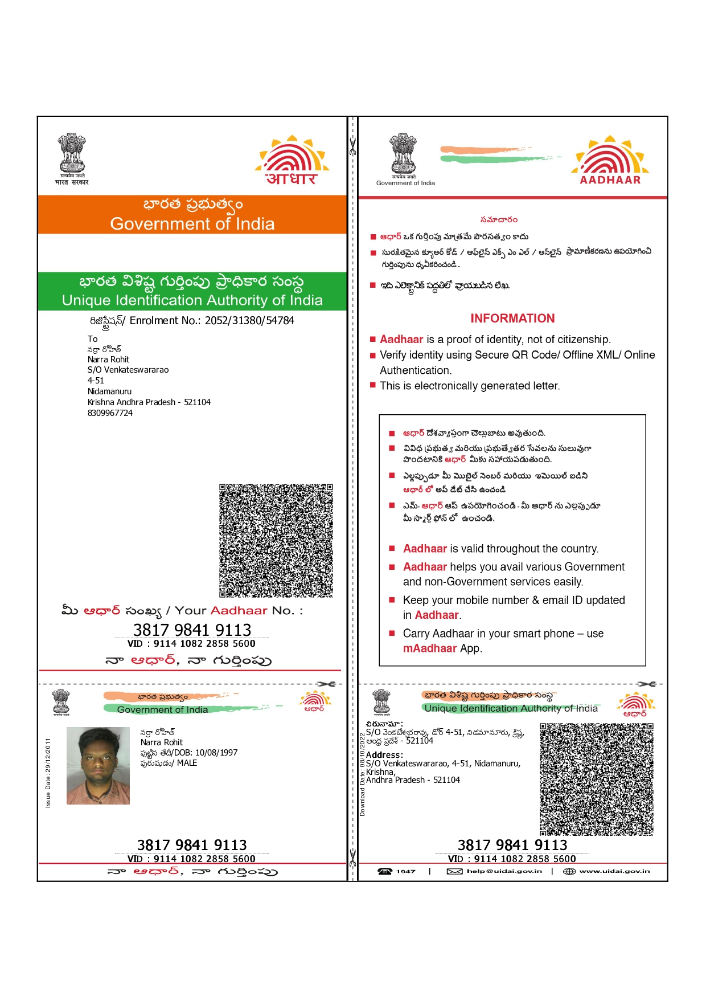 सत्यमेव जयते
भारत सरकार
आधार
భారత ప్రభుత్వం
Government of India
భారత విశిష్ట గుర్తింపు ప్రాధికార సంస్థ
Unique Identification Authority of India
రిజిస్ట్రేషన్/ Enrolment No.: 2052/31380/54784
To
నర్రా రోహిత్
Narra Rohit
S/O Venkateswararao
4-51
Nidamanuru
Krishna Andhra Pradesh - 521104
8309967724
మీ ఆధార్ సంఖ్య / Your Aadhaar No. :
3817 9841 9113
VID : 9114 1082 2858 5600
నా ఆధార్, నా గుర్తింపు
सत्यमेव जयते
Government of India
AADHAAR
సమాచారం
ఆధార్ ఒక గుర్తింపు మాత్రమే పౌరసత్వం కాదు
సురక్షితమైన క్యూఆర్ కోడ్ / ఆఫ్‌లైన్ ఎక్స్ ఎం ఎల్ / ఆన్‌లైన్ ప్రామాణీకరణను ఉపయోగించి
గుర్తింపును ధృవీకరించండి.
ఇది ఎలెక్ట్రానిక్ పద్ధతిలో వ్రాయబడిన లేఖ.
INFORMATION
Aadhaar is a proof of identity, not of citizenship.
Verify identity using Secure QR Code/ Offline XML/ Online
Authentication.
This is electronically generated letter.
ఆధార్ దేశవ్యాప్తంగా చెల్లుబాటు అవుతుంది.
వివిధ ప్రభుత్వ మరియు ప్రభుత్వేతర సేవలను సులువుగా
పొందటానికి ఆధార్ మీకు సహాయపడుతుంది.
ఎల్లప్పుడూ మీ మొబైల్ నెంబర్ మరియు ఇమెయిల్ ఐడిని
ఆధార్ లో అప్ డేట్ చేసి ఉంచండి
ఎమ్- ఆధార్ ఆప్ ఉపయోగించండి - మీ ఆధార్ ను ఎల్లప్పుడూ
మీ స్మార్ట్ ఫోన్ లో ఉంచండి.
Aadhaar is valid throughout the country.
Aadhaar helps you avail various Government
and non-Government services easily.
Keep your mobile number & email ID updated
in Aadhaar.
Carry Aadhaar in your smart phone – use
mAadhaar App.
सत्यमेव जयते
భారత ప్రభుత్వం
Government of India
ఆధార్
Issue Date: 29/12/2011
నర్రా రోహిత్
Narra Rohit
పుట్టిన తేదీ/DOB: 10/08/1997
పురుషుడు/ MALE
3817 9841 9113
VID : 9114 1082 2858 5600
నా ఆధార్, నా గుర్తింపు
सत्यमेव जयते
భారత విశిష్ట గుర్తింపు ప్రాధికార సంస్థ
Unique Identification Authority of India
ఆధార్
Download Date: 08/10/2022
చిరునామా:
S/O వెంకటేశ్వరరావు, డోర్ 4-51, నిడమానూరు, క్రిష్ణ,
ఆంధ్ర ప్రదేశ్ - 521104
Address:
S/O Venkateswararao, 4-51, Nidamanuru,
Krishna,
Andhra Pradesh - 521104
3817 9841 9113
VID : 9114 1082 2858 5600
1947 | help@uidai.gov.in | www.uidai.gov.in